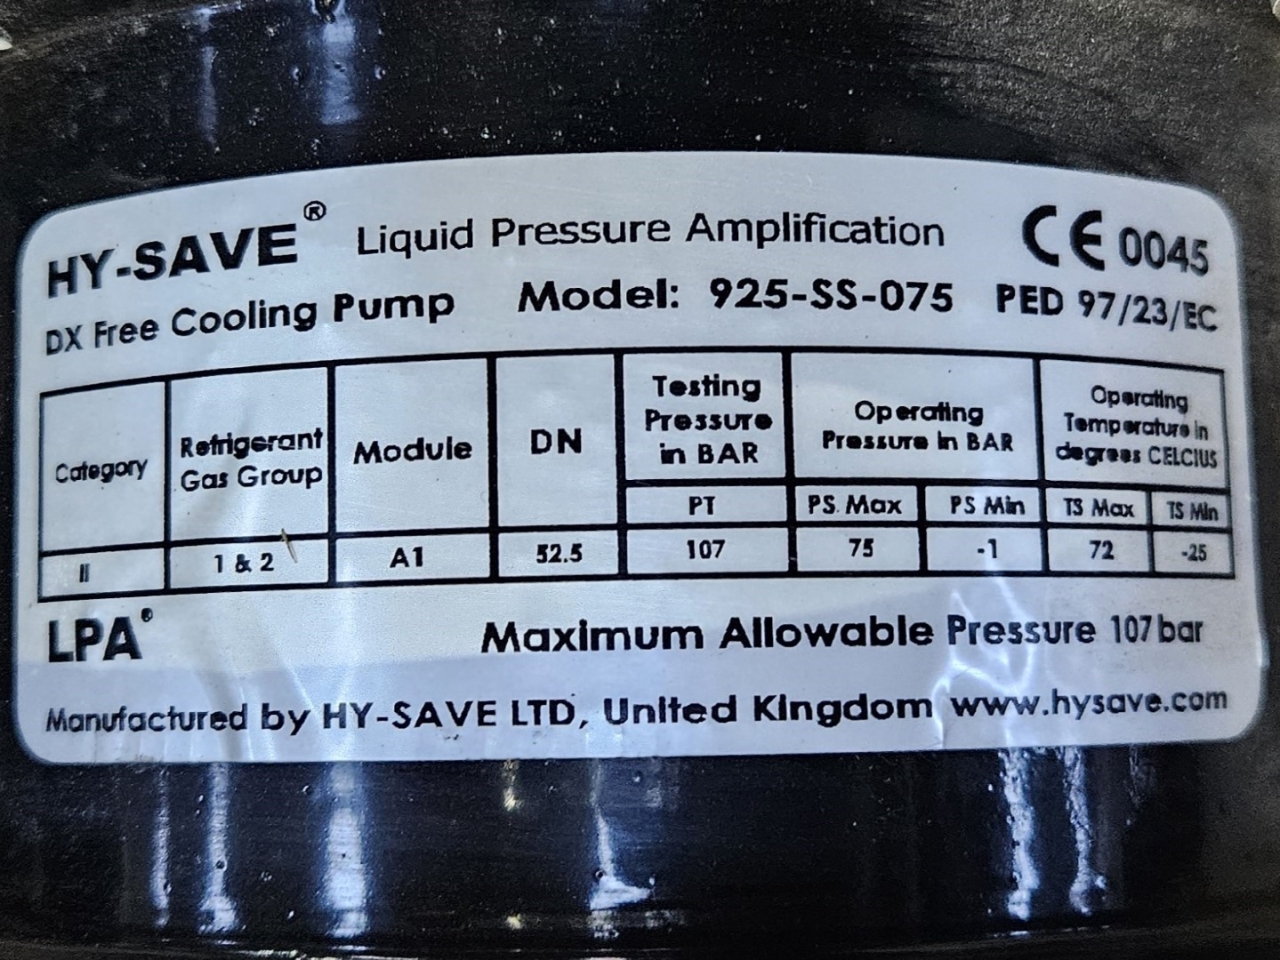 HY-SAVE® Liquid Pressure Amplification CE 0045
DX Free Cooling Pump Model: 925-SS-075 PED 97/23/EC
Category Refrigerant Gas Group Module DN Testing Pressure in BAR Operating Pressure in BAR Operating Temperature in degrees CELCIUS
PT PS. Max PS Min TS Max TS Min
II 1 & 2 A1 52.5 107 75 -1 72 -25
LPA® Maximum Allowable Pressure 107 bar
Manufactured by HY-SAVE LTD, United Kingdom www.hysave.com